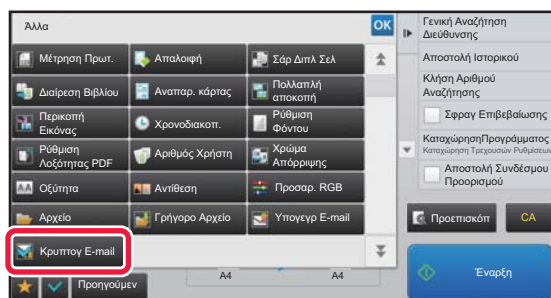 Άλλα
OK
Μέτρηση Πρωτ.
Απαλοιφή
Σάρ Διπλ Σελ
Διαίρεση Βιβλίου
Αναπαρ. κάρτας
Πολλαπλή
αποκοπή
Περικοπή
Εικόνας
Χρονοδιακοπ.
Ρύθμιση
Φόντου
Ρύθμιση
Λοξότητας PDF
Αριθμός Χρήστη
Χρώμα
Απόρριψης
Οξύτητα
Αντίθεση
Προσαρ. RGB
Αρχείο
Γρήγορο Αρχείο
Υπογεγρ E-mail
Κρυπτογ E-mail
Προηγούμεν
A4
A4
Γενική Αναζήτηση
Διεύθυνσης
Αποστολή Ιστορικού
Κλήση Αριθμού
Αναζήτησης
Σφραγ Επιβεβαίωσης
ΚαταχώρησηΠρογράμματος
Καταχώρηση Τρεχουσών Ρυθμίσεων
Αποστολή Συνδέσμου
Προορισμού
Προεπισκόπ
CA
Έναρξη